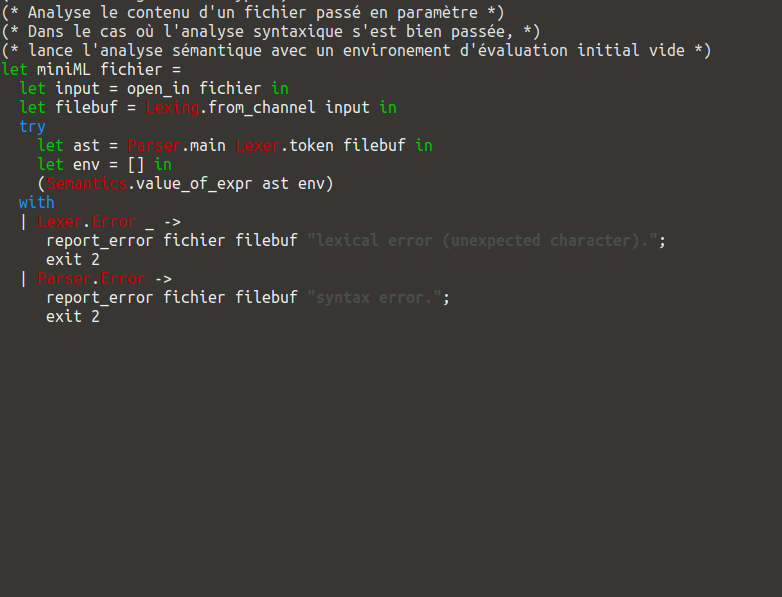 (* Analyse le contenu d'un fichier passé en paramètre *)
(* Dans le cas où l'analyse syntaxique s'est bien passée, *)
(* lance l'analyse sémantique avec un environement d'évaluation initial vide *)
let miniML fichier =
  let input = open_in fichier in
  let filebuf = Lexing.from_channel input in
  try
    let ast = Parser.main Lexer.token filebuf in
    let env = [] in
    (Semantics.value_of_expr ast env)
  with
  | Lexer.Error _ ->
     report_error fichier filebuf "lexical error (unexpected character).";
     exit 2
  | Parser.Error ->
     report_error fichier filebuf "syntax error.";
     exit 2